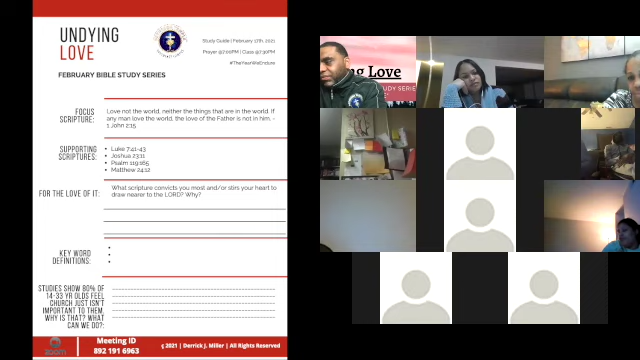 UNDYING
LOVE
Study Guide | February 17th, 2021
Prayer @7:00PM | Class @7:30PM
#TheYearWeEndure
FEBRUARY BIBLE STUDY SERIES
FOCUS
SCRIPTURE:
Love not the world, neither the things that are in the world. If
any man love the world, the love of the Father is not in him. -
1 John 2:15
SUPPORTING
SCRIPTURES:
• Luke 7:41-43
• Joshua 23:11
• Psalm 119:165
• Matthew 24:12
FOR THE LOVE OF IT:
What scripture convicts you most and/or stirs your heart to
draw nearer to the LORD? Why?
KEY WORD
DEFINITIONS:
STUDIES SHOW 80% OF
14-33 YR OLDS FEEL
CHURCH JUST ISN'T
IMPORTANT TO THEM.
WHY IS THAT? WHAT
CAN WE DO?:
zoom
Meeting ID
892 191 6963
© 2021 | Derrick J. Miller | All Rights Reserved
ng Love
STUDY SERIES